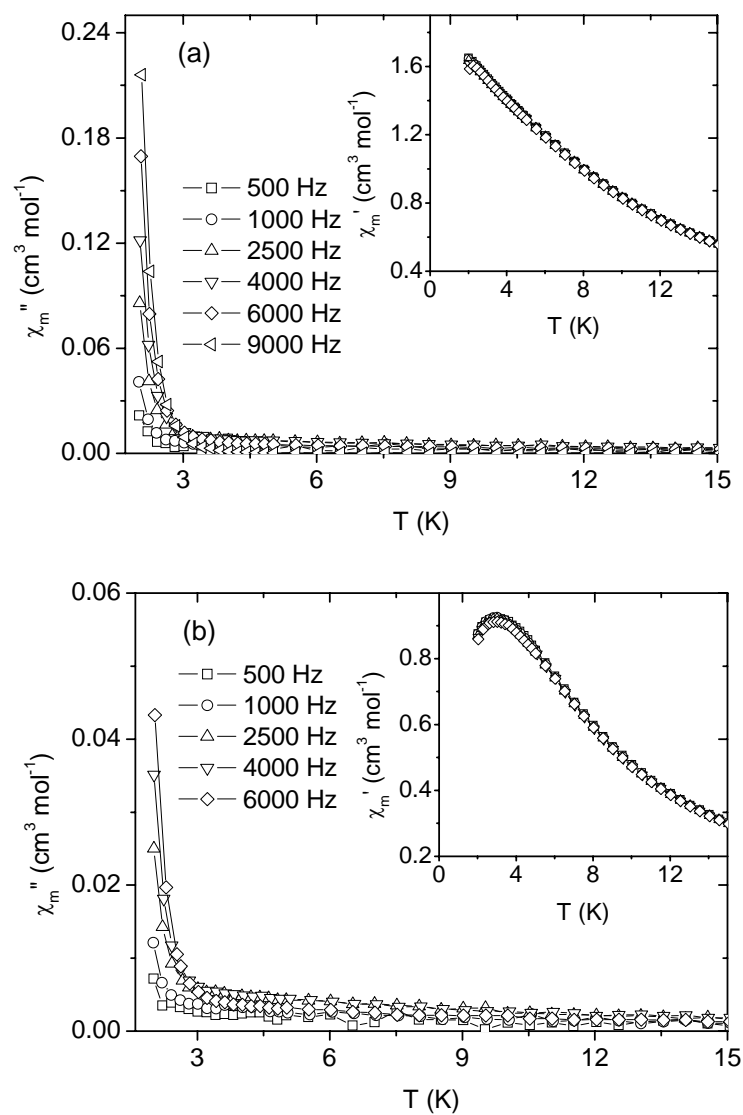 (a)
χm" (cm³ mol⁻¹)
0.24
0.18
0.12
0.06
0.00
500 Hz
1000 Hz
2500 Hz
4000 Hz
6000 Hz
9000 Hz
χm' (cm³ mol⁻¹)
1.6
1.2
0.8
0.4
0 4 8 12
T (K)
3 6 9 12 15
T (K)
(b)
χm" (cm³ mol⁻¹)
0.06
0.04
0.02
0.00
500 Hz
1000 Hz
2500 Hz
4000 Hz
6000 Hz
χm' (cm³ mol⁻¹)
0.8
0.6
0.4
0.2
0 4 8 12
T (K)
3 6 9 12 15
T (K)